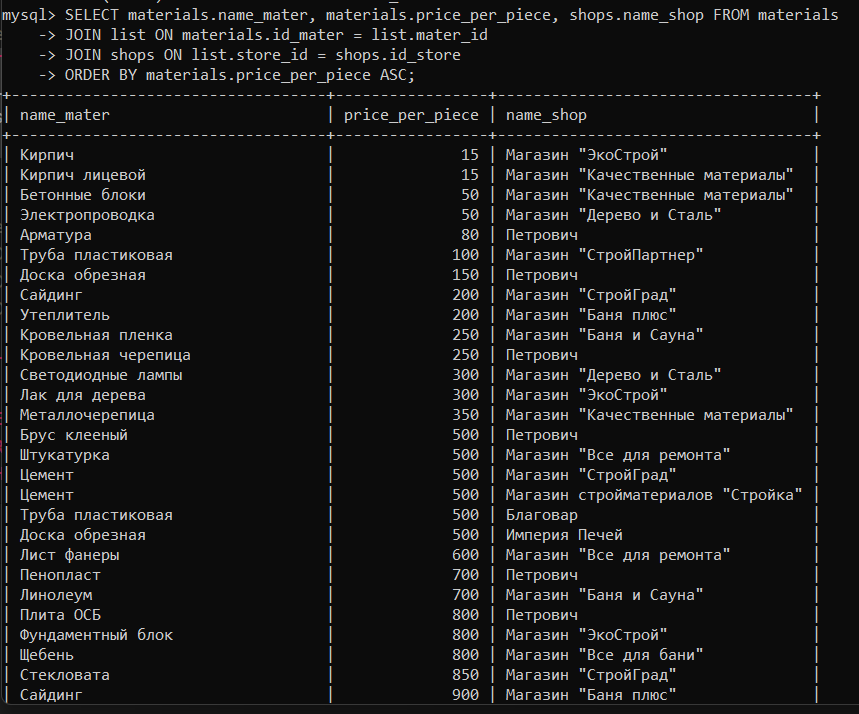 mysql> SELECT materials.name_mater, materials.price_per_piece, shops.name_shop FROM materials
    -> JOIN list ON materials.id_mater = list.mater_id
    -> JOIN shops ON list.store_id = shops.id_store
    -> ORDER BY materials.price_per_piece ASC;
+-----------------------------------+-----------------+-----------------------------------+
| name_mater                        | price_per_piece | name_shop                         |
+-----------------------------------+-----------------+-----------------------------------+
| Кирпич                            |              15 | Магазин "ЭкоСтрой"                |
| Кирпич лицевой                    |              15 | Магазин "Качественные материалы"  |
| Бетонные блоки                    |              50 | Магазин "Качественные материалы"  |
| Электропроводка                   |              50 | Магазин "Дерево и Сталь"          |
| Арматура                          |              80 | Петрович                          |
| Труба пластиковая                 |             100 | Магазин "СтройПартнер"            |
| Доска обрезная                    |             150 | Петрович                          |
| Сайдинг                           |             200 | Магазин "СтройГрад"               |
| Утеплитель                        |             200 | Магазин "Баня плюс"               |
| Кровельная пленка                 |             250 | Магазин "Баня и Сауна"            |
| Кровельная черепица               |             250 | Петрович                          |
| Светодиодные лампы                |             300 | Магазин "Дерево и Сталь"          |
| Лак для дерева                    |             300 | Магазин "ЭкоСтрой"                |
| Металлочерепица                   |             350 | Магазин "Качественные материалы"  |
| Брус клееный                      |             500 | Петрович                          |
| Штукатурка                        |             500 | Магазин "Все для ремонта"         |
| Цемент                            |             500 | Магазин "СтройГрад"               |
| Цемент                            |             500 | Магазин стройматериалов "Стройка" |
| Труба пластиковая                 |             500 | Благовар                          |
| Доска обрезная                    |             500 | Империя Печей                     |
| Лист фанеры                       |             600 | Магазин "Все для ремонта"         |
| Пенопласт                         |             700 | Петрович                          |
| Линолеум                          |             700 | Магазин "Баня и Сауна"            |
| Плита ОСБ                         |             800 | Петрович                          |
| Фундаментный блок                 |             800 | Магазин "ЭкоСтрой"                |
| Щебень                            |             800 | Магазин "Все для бани"            |
| Стекловата                        |             850 | Магазин "СтройГрад"               |
| Сайдинг                           |             900 | Магазин "Баня плюс"               |